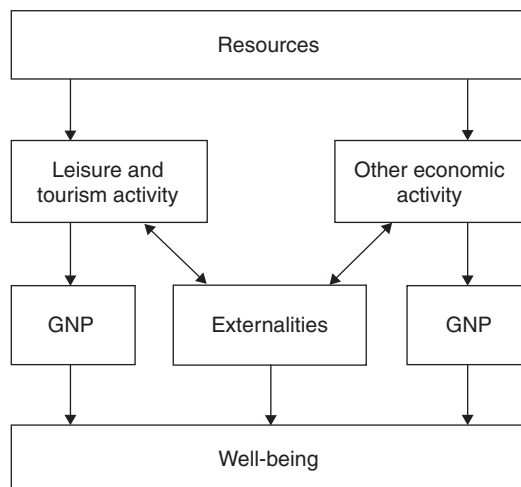 Resources
Leisure and
tourism activity
Other economic
activity
GNP
Externalities
GNP
Well-being